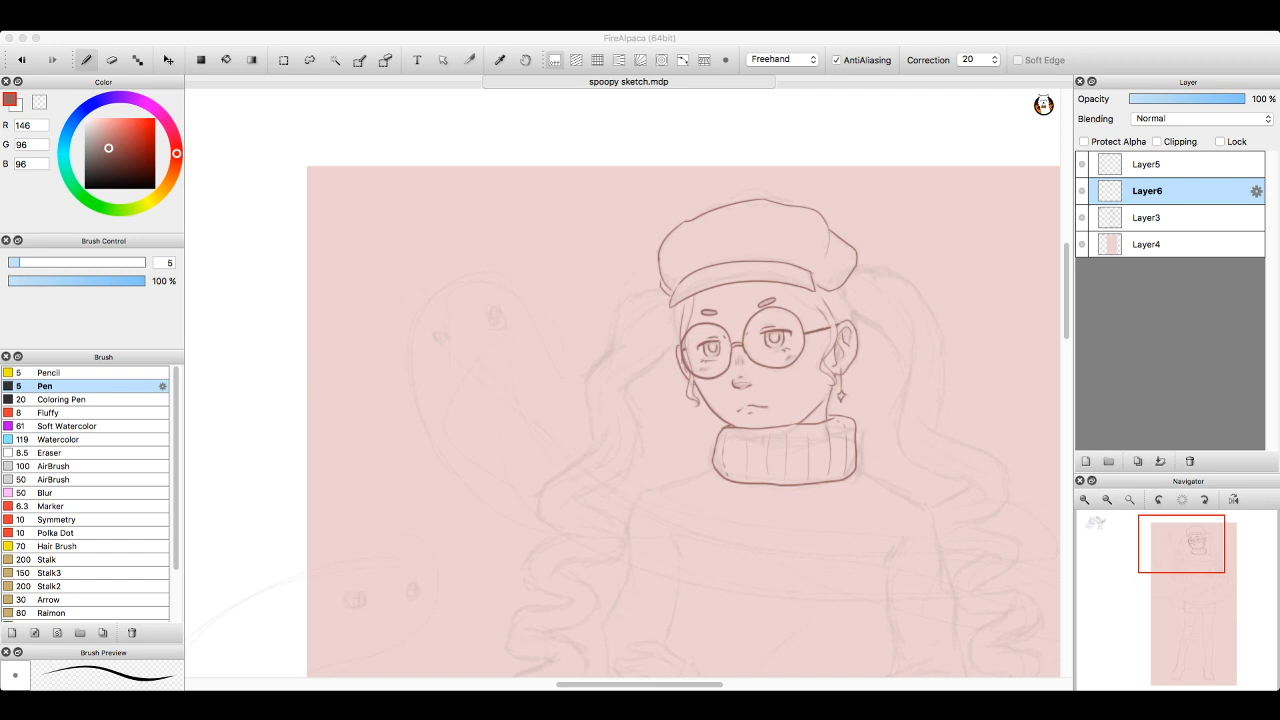 FireAlpaca (64bit)
Freehand AntiAliasing Correction 20 Soft Edge
spoopy sketch.mdp
Color
R 146
G 96
B 96
Brush Control
5
100 %
Brush
5 Pencil
5 Pen
20 Coloring Pen
8 Fluffy
61 Soft Watercolor
119 Watercolor
8.5 Eraser
100 AirBrush
50 AirBrush
50 Blur
6.3 Marker
10 Symmetry
10 Polka Dot
70 Hair Brush
200 Stalk
150 Stalk3
200 Stalk2
30 Arrow
80 Raimon
Brush Preview
Layer
Opacity 100 %
Blending Normal
Protect Alpha Clipping Lock
Layer5
Layer6
Layer3
Layer4
Navigator